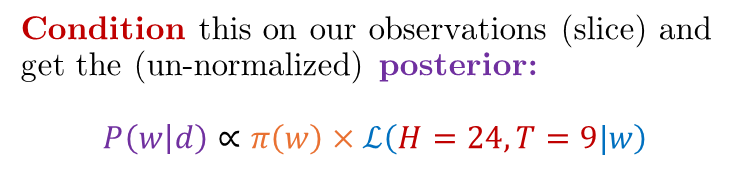 Condition this on our observations (slice) and
get the (un-normalized) posterior:
P(w|d) ∝ π(w) × ℒ(H = 24, T = 9|w)